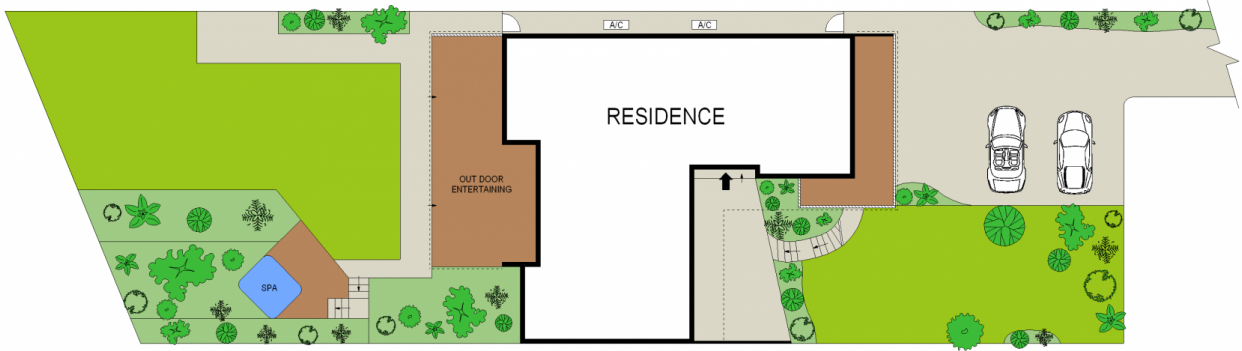 A/C
A/C
RESIDENCE
OUT DOOR
ENTERTAINING
SPA